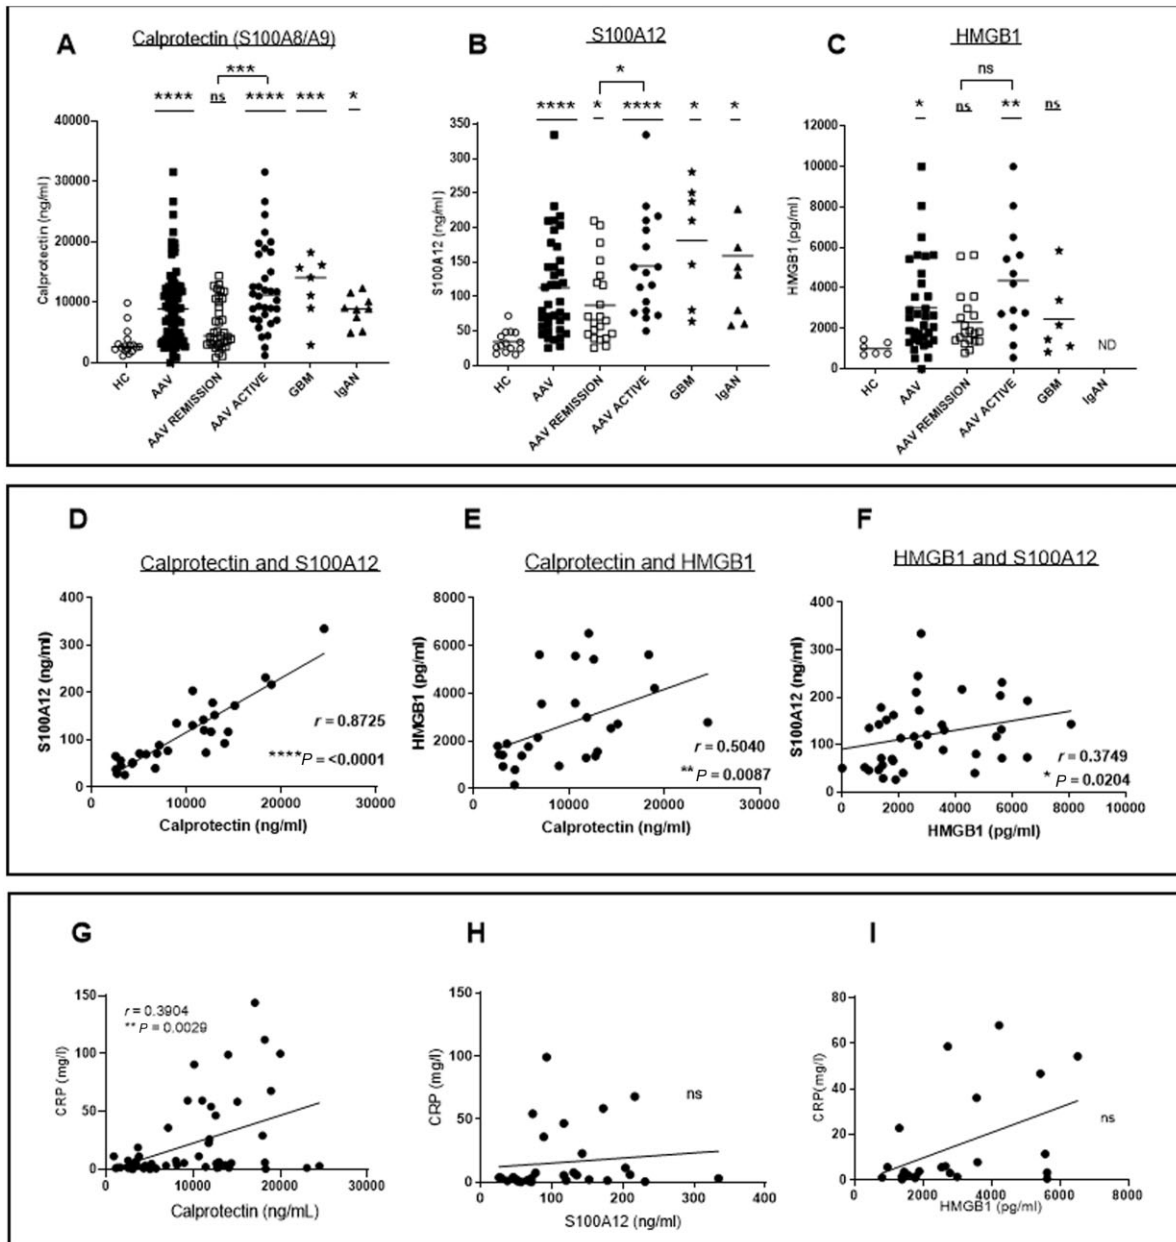 A
Calprotectin (S100A8/A9)
***
**** ns **** *** *
Calprotectin (ng/ml)
40000
30000
20000
10000
0
HC
AAV
AAV REMISSION
AAV ACTIVE
GBM
IgAN
B
S100A12
*
**** * **** * *
S100A12 (ng/ml)
350
300
250
200
150
100
50
0
HC
AAV
AAV REMISSION
AAV ACTIVE
GBM
IgAN
C
HMGB1
ns
* ns ** ns
HMGB1 (pg/ml)
12000
10000
8000
6000
4000
2000
0
ND
HC
AAV
AAV REMISSION
AAV ACTIVE
GBM
IgAN
D
Calprotectin and S100A12
S100A12 (ng/ml)
400
300
200
100
0
r = 0.8725
****P = <0.0001
0 10000 20000 30000
Calprotectin (ng/ml)
E
Calprotectin and HMGB1
HMGB1 (pg/ml)
8000
6000
4000
2000
0
r = 0.5040
** P = 0.0087
0 10000 20000 30000
Calprotectin (ng/ml)
F
HMGB1 and S100A12
S100A12 (ng/ml)
400
300
200
100
0
r = 0.3749
* P = 0.0204
0 2000 4000 6000 8000 10000
HMGB1 (pg/ml)
G
CRP (mg/l)
150
100
50
0
r = 0.3904
** P = 0.0029
0 10000 20000 30000
Calprotectin (ng/mL)
H
CRP (mg/l)
150
100
50
0
ns
0 100 200 300 400
S100A12 (ng/ml)
I
CRP(mg/l)
80
60
40
20
0
ns
0 2000 4000 6000 8000
HMGB1 (pg/ml)